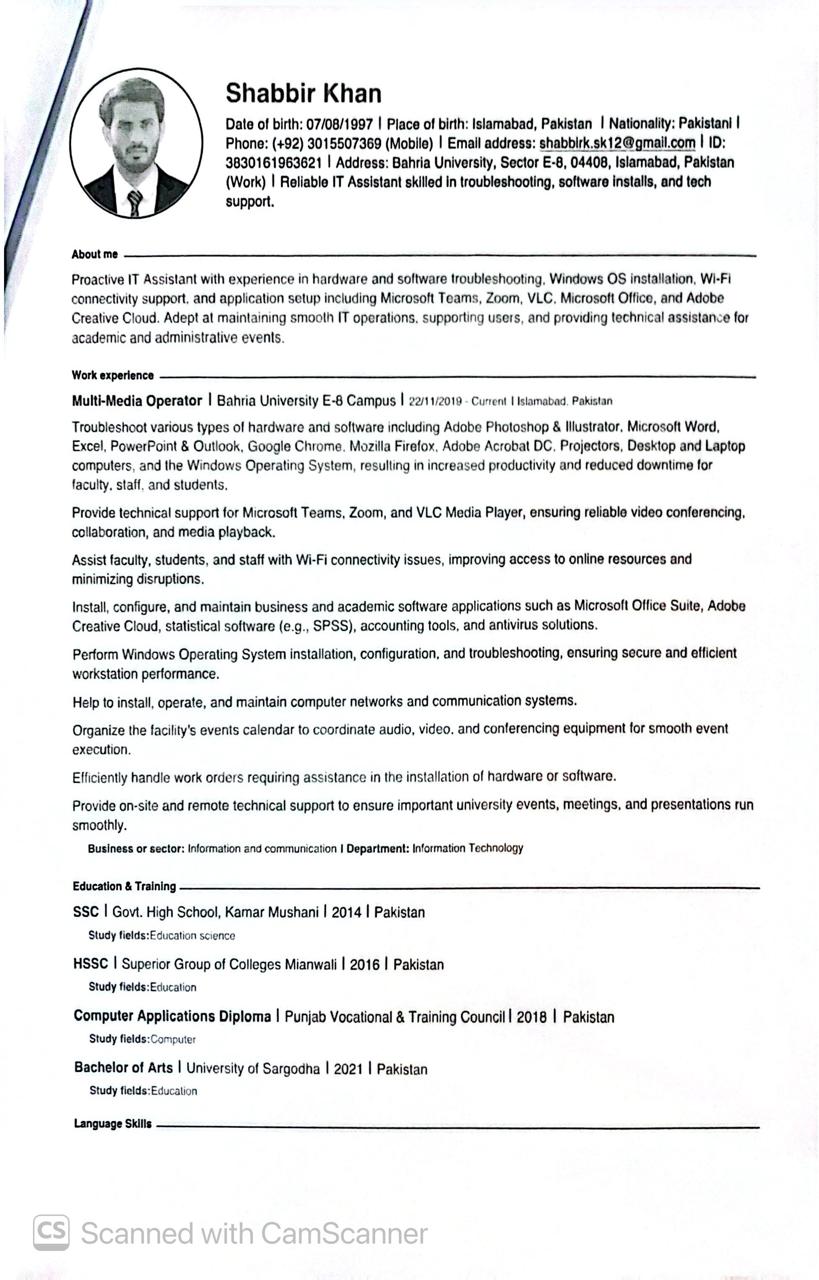 Shabbir Khan
Date of birth: 07/08/1997 | Place of birth: Islamabad, Pakistan | Nationality: Pakistani |
Phone: (+92) 3015507369 (Mobile) | Email address: shabbirk.sk12@gmail.com | ID:
3830161963621 | Address: Bahria University, Sector E-8, 04408, Islamabad, Pakistan
(Work) | Reliable IT Assistant skilled in troubleshooting, software installs, and tech
support.
About me
Proactive IT Assistant with experience in hardware and software troubleshooting, Windows OS installation, Wi-Fi
connectivity support, and application setup including Microsoft Teams, Zoom, VLC, Microsoft Office, and Adobe
Creative Cloud. Adept at maintaining smooth IT operations, supporting users, and providing technical assistance for
academic and administrative events.
Work experience
Multi-Media Operator | Bahria University E-8 Campus | 22/11/2019 - Current | Islamabad, Pakistan
Troubleshoot various types of hardware and software including Adobe Photoshop & Illustrator, Microsoft Word,
Excel, PowerPoint & Outlook, Google Chrome, Mozilla Firefox, Adobe Acrobat DC, Projectors, Desktop and Laptop
computers, and the Windows Operating System, resulting in increased productivity and reduced downtime for
faculty, staff, and students.
Provide technical support for Microsoft Teams, Zoom, and VLC Media Player, ensuring reliable video conferencing,
collaboration, and media playback.
Assist faculty, students, and staff with Wi-Fi connectivity issues, improving access to online resources and
minimizing disruptions.
Install, configure, and maintain business and academic software applications such as Microsoft Office Suite, Adobe
Creative Cloud, statistical software (e.g., SPSS), accounting tools, and antivirus solutions.
Perform Windows Operating System installation, configuration, and troubleshooting, ensuring secure and efficient
workstation performance.
Help to install, operate, and maintain computer networks and communication systems.
Organize the facility's events calendar to coordinate audio, video, and conferencing equipment for smooth event
execution.
Efficiently handle work orders requiring assistance in the installation of hardware or software.
Provide on-site and remote technical support to ensure important university events, meetings, and presentations run
smoothly.
Business or sector: Information and communication | Department: Information Technology
Education & Training
SSC | Govt. High School, Kamar Mushani | 2014 | Pakistan
Study fields:Education science
HSSC | Superior Group of Colleges Mianwali | 2016 | Pakistan
Study fields:Education
Computer Applications Diploma | Punjab Vocational & Training Council | 2018 | Pakistan
Study fields:Computer
Bachelor of Arts | University of Sargodha | 2021 | Pakistan
Study fields:Education
Language Skills
CS Scanned with CamScanner